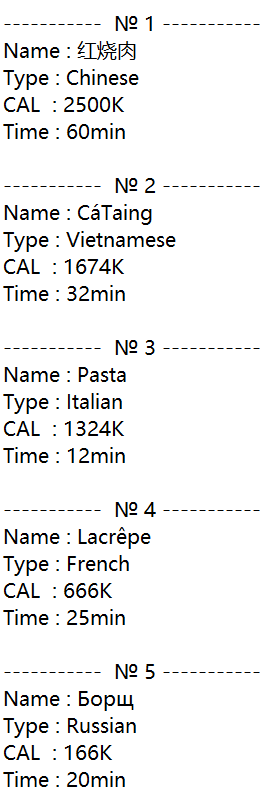 ----------- № 1 -----------
Name : 红烧肉
Type : Chinese
CAL  : 2500K
Time : 60min
----------- № 2 -----------
Name : CáTaing
Type : Vietnamese
CAL  : 1674K
Time : 32min
----------- № 3 -----------
Name : Pasta
Type : Italian
CAL  : 1324K
Time : 12min
----------- № 4 -----------
Name : Lacrêpe
Type : French
CAL  : 666K
Time : 25min
----------- № 5 -----------
Name : Борщ
Type : Russian
CAL  : 166K
Time : 20min